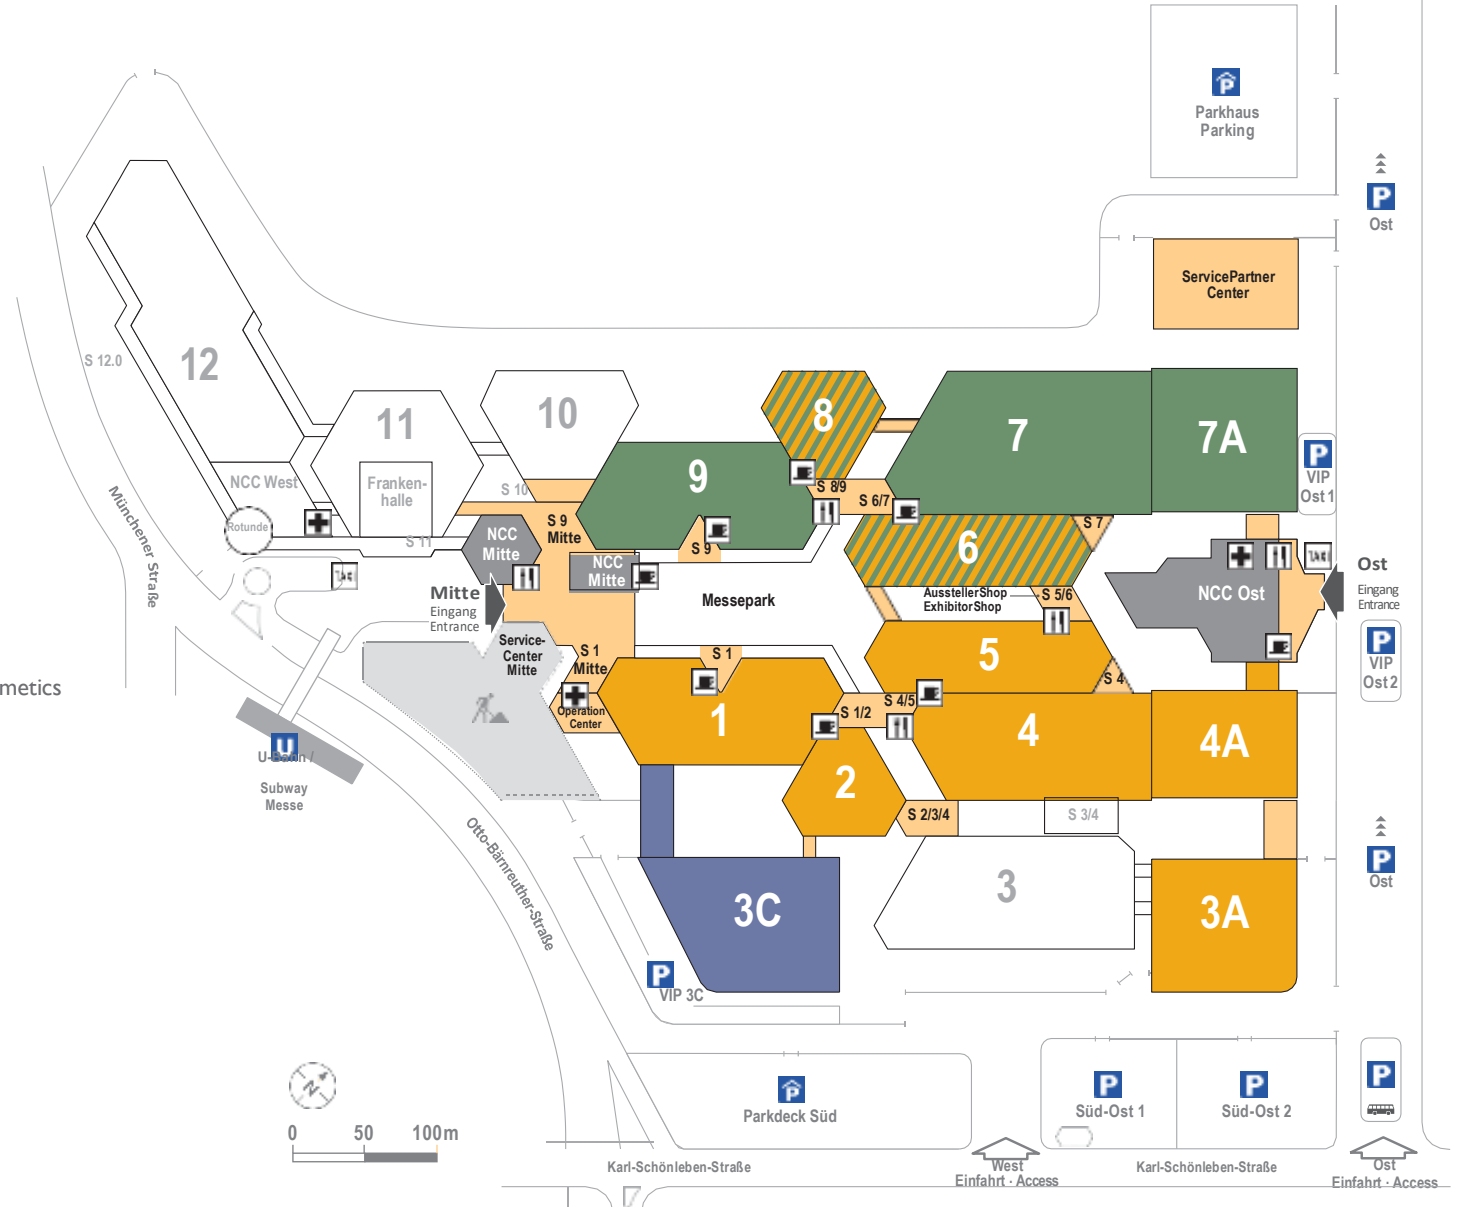 Parkhaus
Parking
Ost
ServicePartner
Center
12
S 12.0
11
10
8
7
7A
9
NCC West
Franken-
halle
S 10
S 8/9
S 6/7
VIP
Ost 1
Rotunde
S 11
S 9
Mitte
NCC
Mitte
S 9
6
S 7
NCC
Mitte
Münchener Straße
TAXI
TAXI
Ost
Eingang
Entrance
NCC Ost
Mitte
Eingang
Entrance
Messepark
AusstellerShop
ExhibitorShop
S 5/6
Service-
Center
Mitte
S 1
Mitte
S 1
5
S 4
VIP
Ost 2
metics
Operation
Center
1
S 1/2
S 4/5
4
4A
U
U-Bahn /
Subway
Messe
2
S 2/3/4
S 3/4
Otto-Bärnreuther-Straße
3C
3
3A
P
Ost
P
VIP 3C
N
0 50 100m
Parkdeck Süd
P
Süd-Ost 1
P
Süd-Ost 2
P
Karl-Schönleben-Straße
West
Einfahrt · Access
Karl-Schönleben-Straße
Ost
Einfahrt · Access